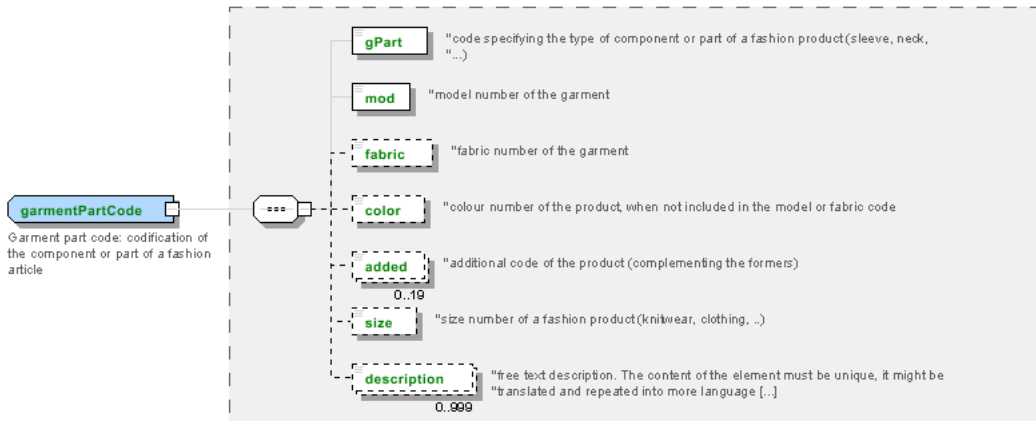 gPart
"code specifying the type of component or part of a fashion product (sleeve, neck,
"...)
mod
"model number of the garment
fabric
"fabric number of the garment
garmentPartCode
Garment part code: codification of
the component or part of a fashion
article
color
"colour number of the product, when not included in the model or fabric code
added
"additional code of the product (complementing the formers)
0..19
size
"size number of a fashion product (knitwear, clothing, ..)
description
"free text description. The content of the element must be unique, it might be
"translated and repeated into more language [...]
0..999